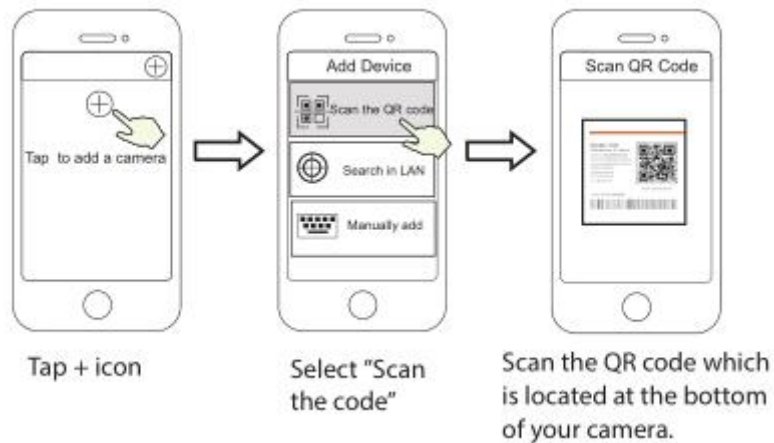 Tap to add a camera
Add Device
Scan the QR code
Search in LAN
Manually add
Scan QR Code
Tap + icon
Select "Scan
the code"
Scan the QR code which
is located at the bottom
of your camera.